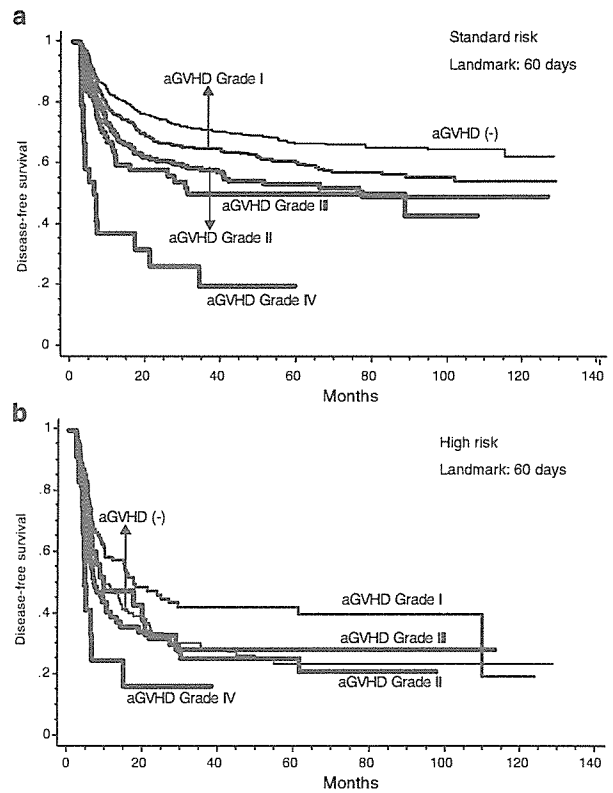 a
Standard risk
Landmark: 60 days
aGVHD Grade I
aGVHD (-)
aGVHD Grade III
aGVHD Grade II
aGVHD Grade IV
Disease-free survival
1
.8
.6
.4
.2
0
0 20 40 60 80 100 120 140
Months
b
High risk
Landmark: 60 days
aGVHD (-)
aGVHD Grade I
aGVHD Grade III
aGVHD Grade II
aGVHD Grade IV
Disease-free survival
1
.8
.6
.4
.2
0
0 20 40 60 80 100 120 140
Months